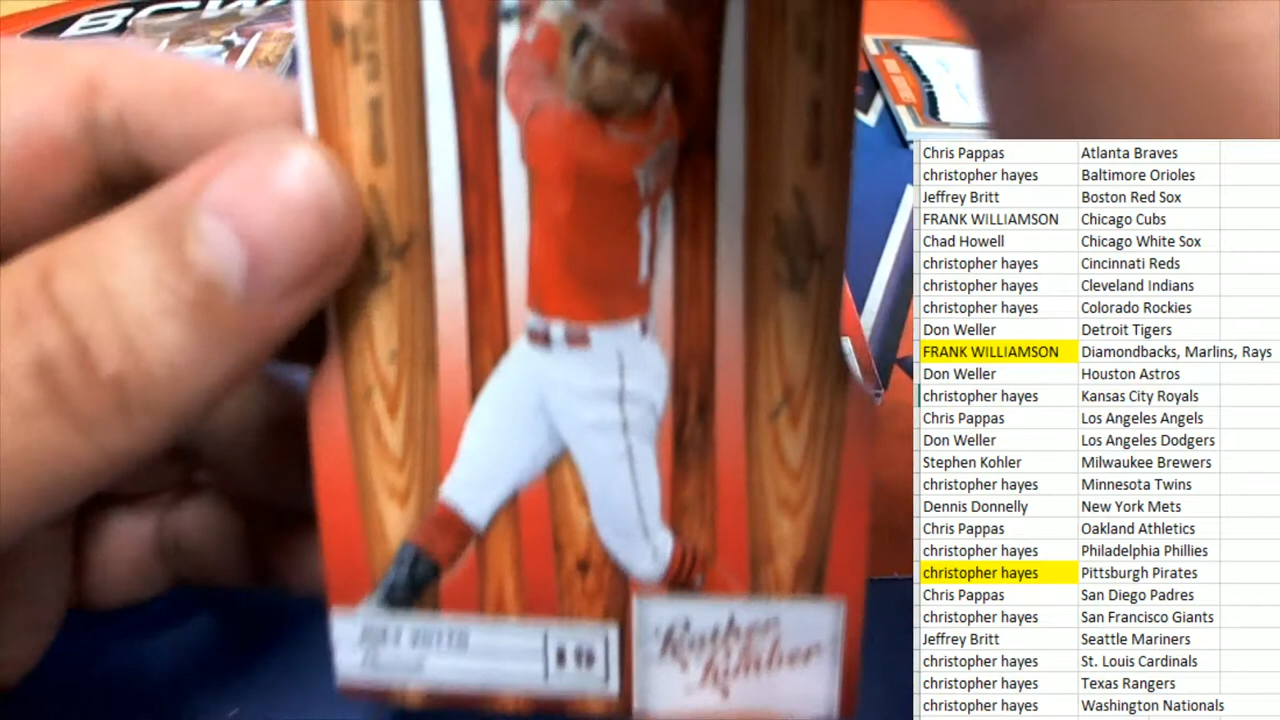 BCW
Chris Pappas Atlanta Braves
christopher hayes Baltimore Orioles
Jeffrey Britt Boston Red Sox
FRANK WILLIAMSON Chicago Cubs
Chad Howell Chicago White Sox
christopher hayes Cincinnati Reds
christopher hayes Cleveland Indians
christopher hayes Colorado Rockies
Don Weller Detroit Tigers
FRANK WILLIAMSON Diamondbacks, Marlins, Rays
Don Weller Houston Astros
christopher hayes Kansas City Royals
Chris Pappas Los Angeles Angels
Don Weller Los Angeles Dodgers
Stephen Kohler Milwaukee Brewers
christopher hayes Minnesota Twins
Dennis Donnelly New York Mets
Chris Pappas Oakland Athletics
christopher hayes Philadelphia Phillies
christopher hayes Pittsburgh Pirates
Chris Pappas San Diego Padres
christopher hayes San Francisco Giants
Jeffrey Britt Seattle Mariners
christopher hayes St. Louis Cardinals
christopher hayes Texas Rangers
christopher hayes Washington Nationals
JOEY VOTTO
Leather
Lumber